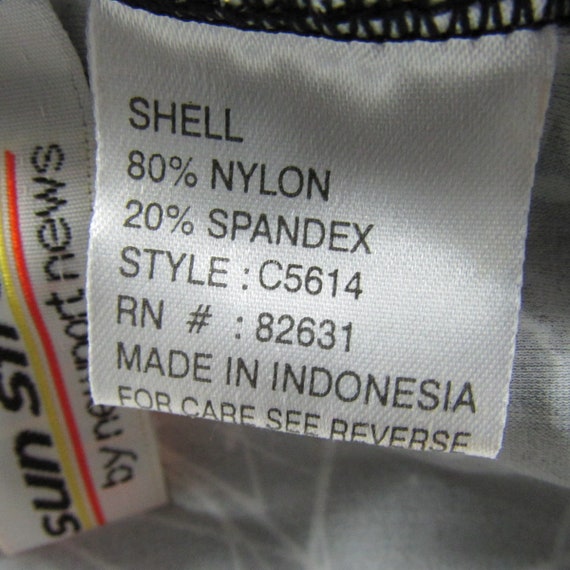 SHELL
80% NYLON
20% SPANDEX
STYLE : C5614
RN # : 82631
MADE IN INDONESIA
FOR CARE SEE REVERSE
sun
by newport news